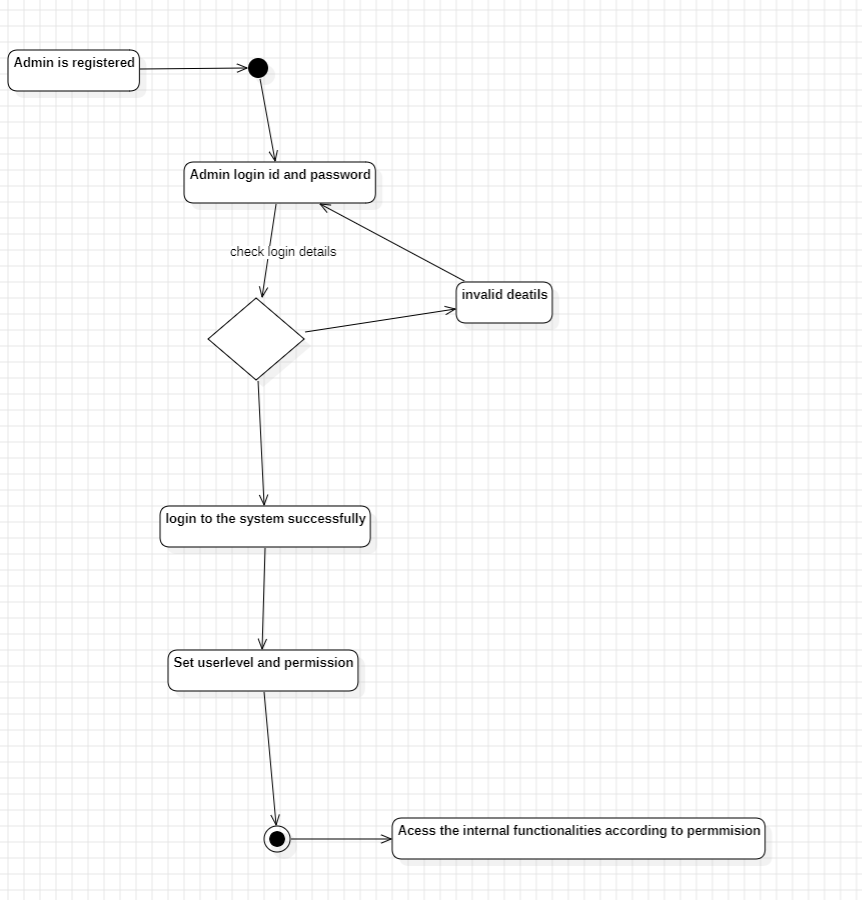 Admin is registered
Admin login id and password
check login details
invalid deatils
login to the system successfully
Set userlevel and permission
Acess the internal functionalities according to permmision